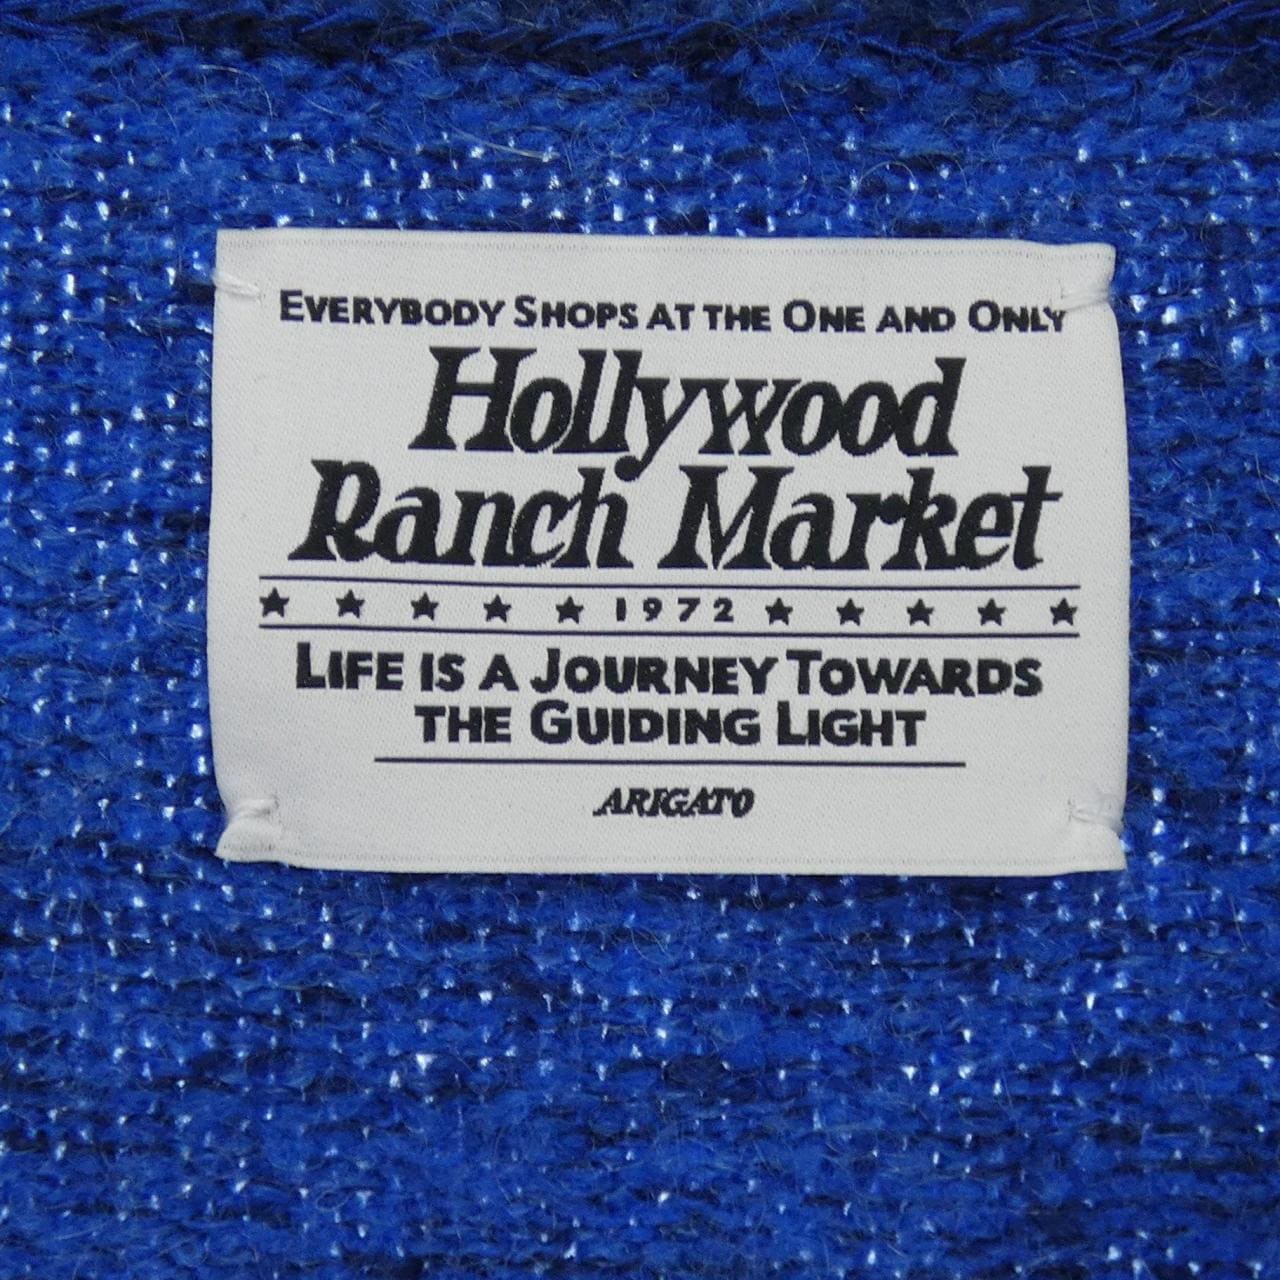 Everybody Shops at the One and Only
Hollywood
Ranch Market
★ ★ ★ ★ ★ 1972 ★ ★ ★ ★ ★
Life is a Journey Towards
the Guiding Light
ARIGATO